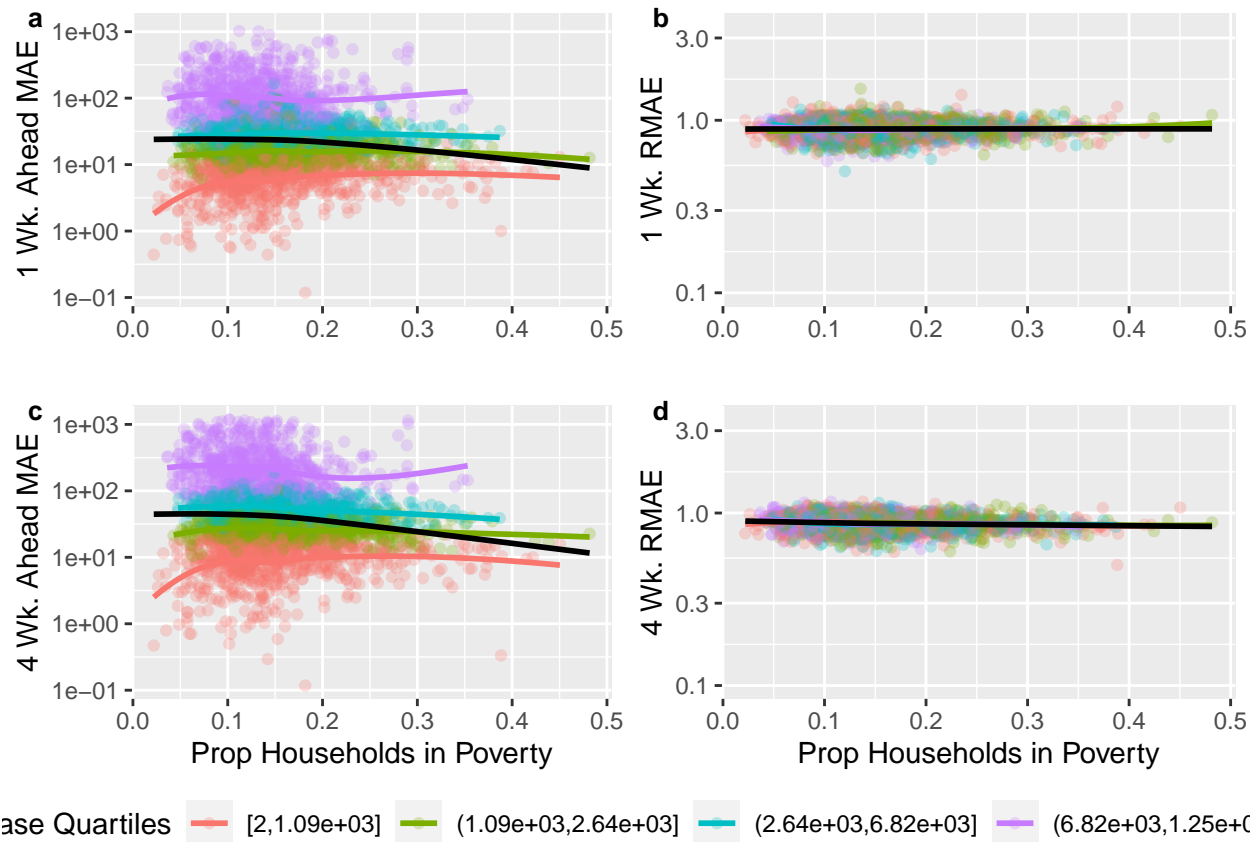 a
1 Wk. Ahead MAE
1e+03
1e+02
1e+01
1e+00
1e−01
0.0 0.1 0.2 0.3 0.4 0.5
b
1 Wk. RMAE
3.0
1.0
0.3
0.1
0.0 0.1 0.2 0.3 0.4 0.5
c
4 Wk. Ahead MAE
1e+03
1e+02
1e+01
1e+00
1e−01
0.0 0.1 0.2 0.3 0.4 0.5
Prop Households in Poverty
d
4 Wk. RMAE
3.0
1.0
0.3
0.1
0.0 0.1 0.2 0.3 0.4 0.5
Prop Households in Poverty
ase Quartiles [2,1.09e+03] (1.09e+03,2.64e+03] (2.64e+03,6.82e+03] (6.82e+03,1.25e+0